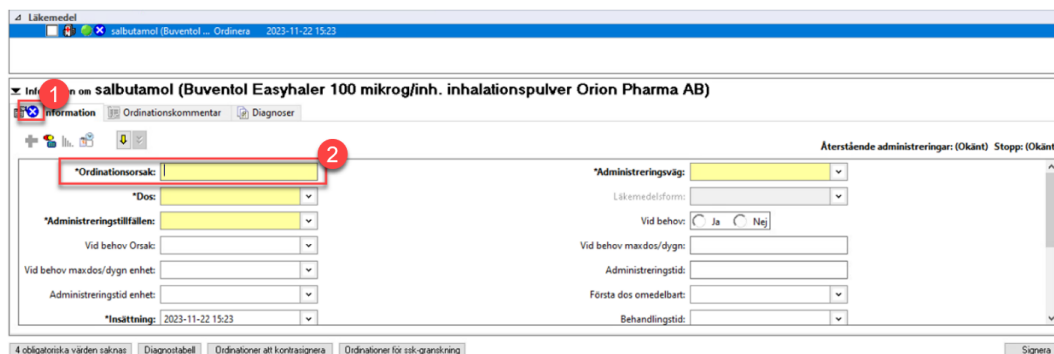 Läkemedel
salbutamol (Buventol ... Ordinera 2023-11-22 15:23
1
on om salbutamol (Buventol Easyhaler 100 mikrog/inh. inhalationspulver Orion Pharma AB)
nformation Ordinationskommentar Diagnoser
2
Återstående administreringar: (Okänt) Stopp: (Okänt
*Ordinationsorsak: *Administreringsväg:
*Dos: Läkemedelsform:
*Administreringstillfällen: Vid behov: Ja Nej
Vid behov Orsak: Vid behov maxdos/dygn:
Vid behov maxdos/dygn enhet: Administreringstid:
Administreringstid enhet: Första dos omedelbart:
*Insättning: 2023-11-22 15:23 Behandlingstid:
4 obligatoriska värden saknas Diagnostabell Ordinationer att kontrasignera Ordinationer för ssk-granskning Signera